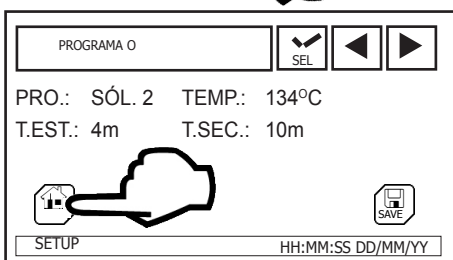 PROGRAMA O
SEL
PRO.: SÓL. 2 TEMP.: 134ºC
T.EST.: 4m T.SEC.: 10m
SAVE
SETUP HH:MM:SS DD/MM/YY